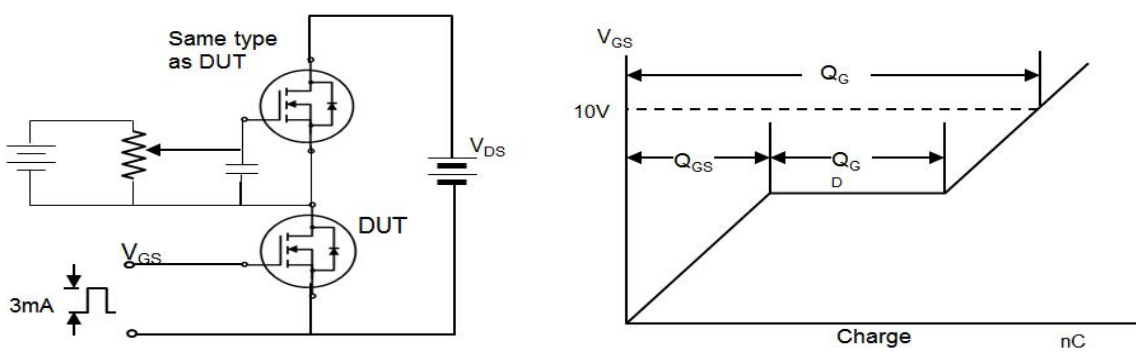 Same type
as DUT
V_DS
DUT
V_GS
3mA
V_GS
Q_G
10V
Q_GS
Q_G
D
Charge
nC